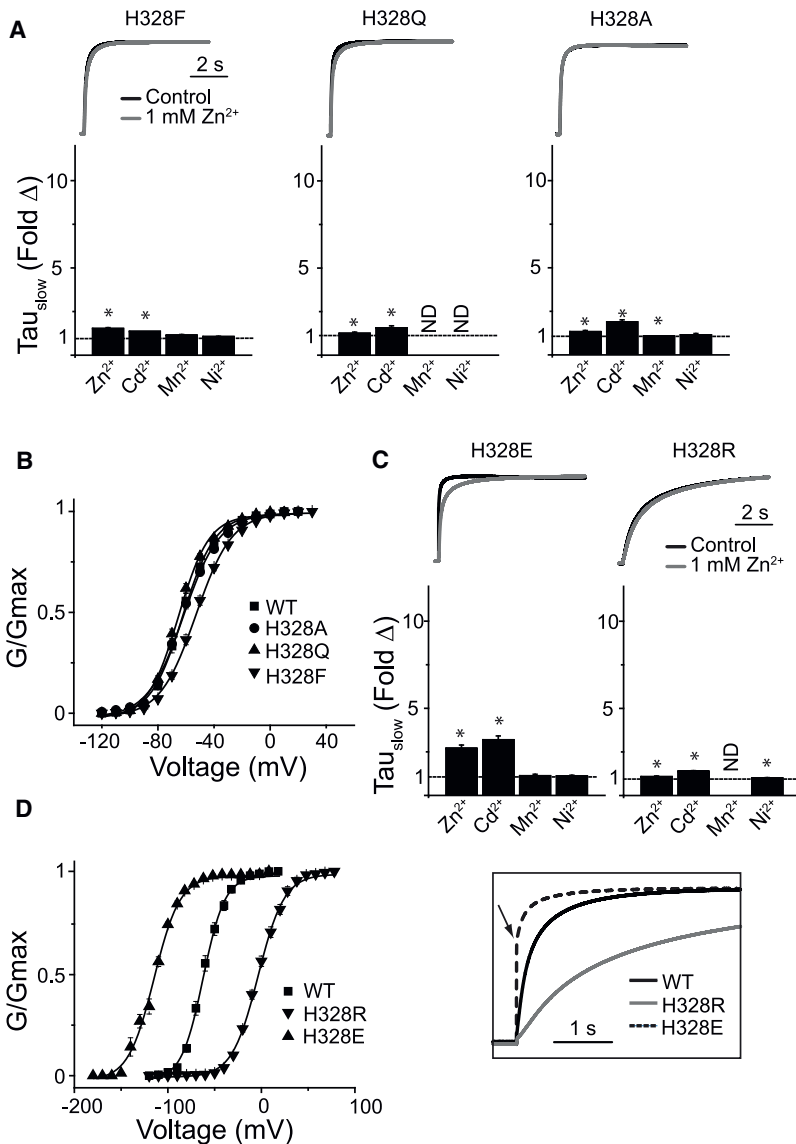 A
H328F
H328Q
H328A
2 s
Control
1 mM Zn²⁺
Tau_slow (Fold Δ)
10
5
1
* *
Zn²⁺ Cd²⁺ Mn²⁺ Ni²⁺
10
5
1
* * ND ND
Zn²⁺ Cd²⁺ Mn²⁺ Ni²⁺
10
5
1
* * *
Zn²⁺ Cd²⁺ Mn²⁺ Ni²⁺
B
G/Gmax
1
0.5
0
-120 -80 -40 0 40
Voltage (mV)
WT
H328A
H328Q
H328F
C
H328E
H328R
2 s
Control
1 mM Zn²⁺
Tau_slow (Fold Δ)
10
5
1
* *
Zn²⁺ Cd²⁺ Mn²⁺ Ni²⁺
10
5
1
* * ND *
Zn²⁺ Cd²⁺ Mn²⁺ Ni²⁺
D
G/Gmax
1
0.5
0
-200 -100 0 100
Voltage (mV)
WT
H328R
H328E
WT
H328R
H328E
1 s